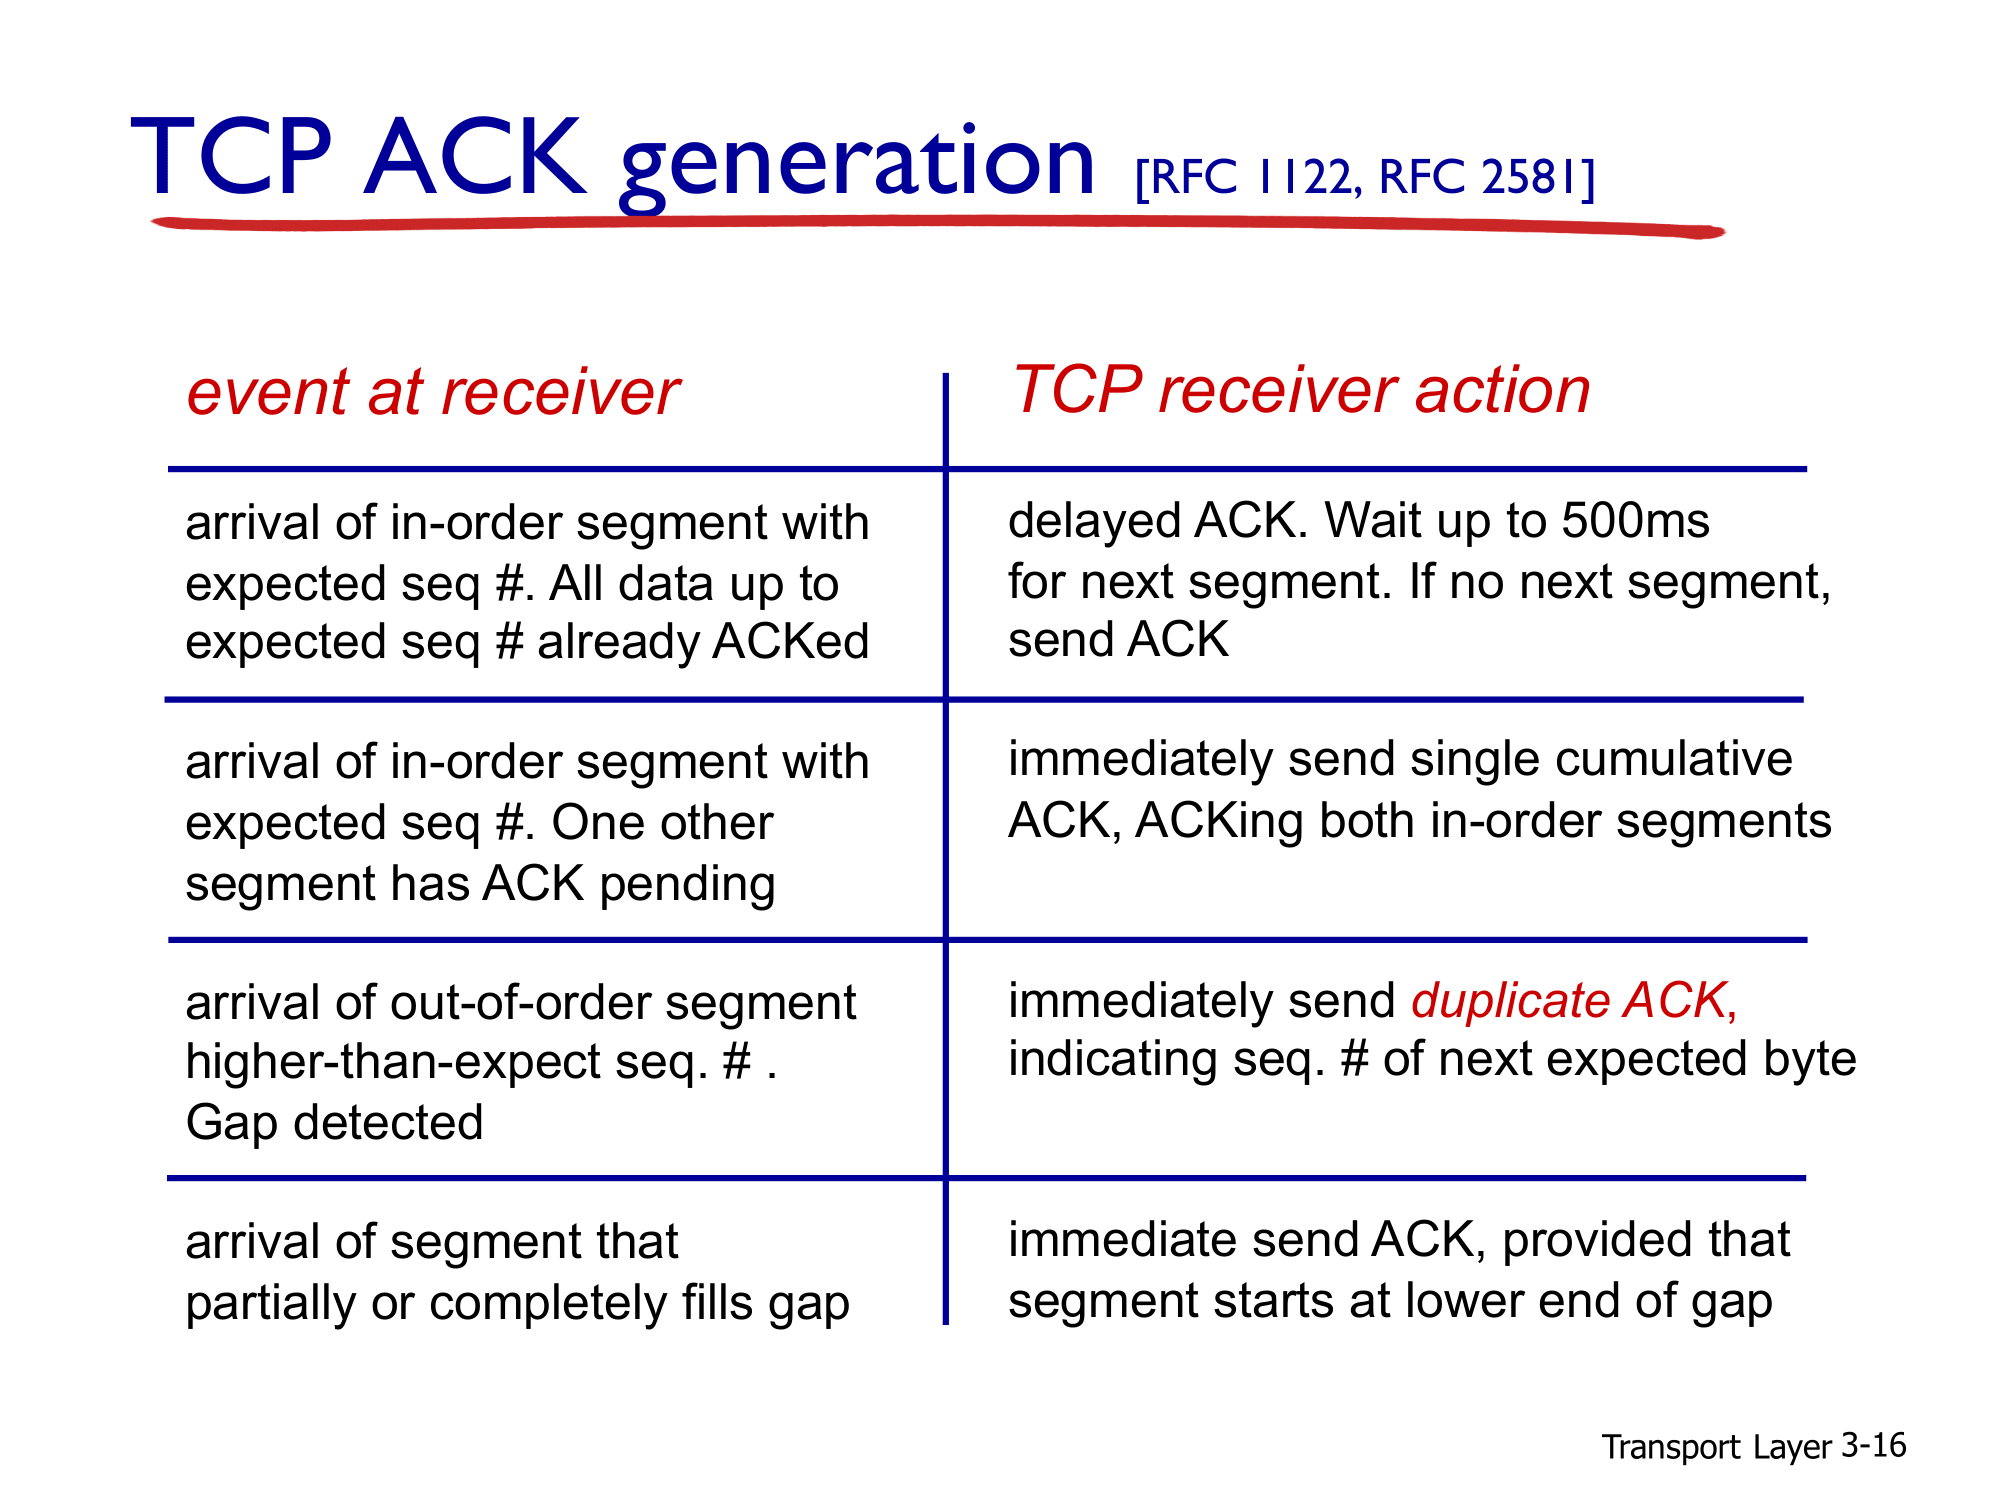 TCP ACK generation [RFC 1122, RFC 2581]
event at receiver
TCP receiver action
arrival of in-order segment with
expected seq #. All data up to
expected seq # already ACKed
delayed ACK. Wait up to 500ms
for next segment. If no next segment,
send ACK
arrival of in-order segment with
expected seq #. One other
segment has ACK pending
immediately send single cumulative
ACK, ACKing both in-order segments
arrival of out-of-order segment
higher-than-expect seq. # .
Gap detected
immediately send duplicate ACK,
indicating seq. # of next expected byte
arrival of segment that
partially or completely fills gap
immediate send ACK, provided that
segment starts at lower end of gap
Transport Layer 3-16